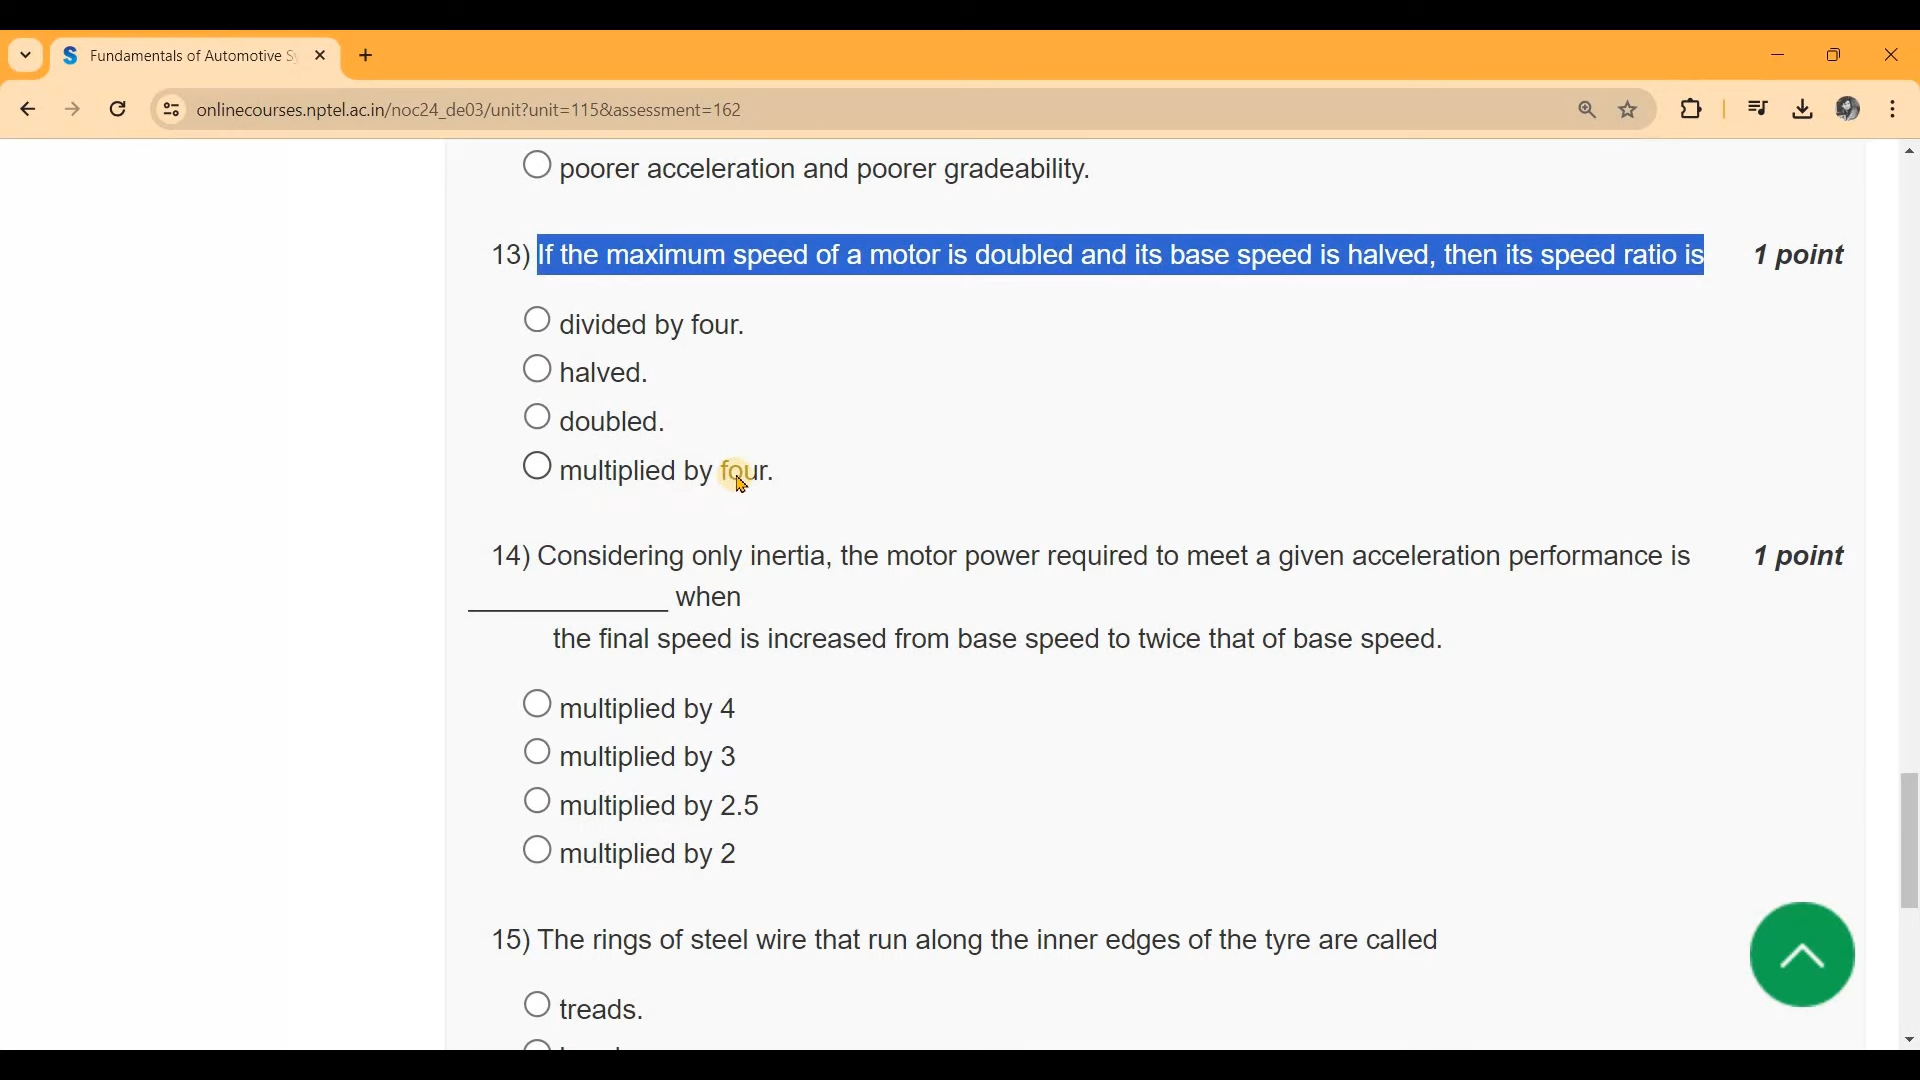 Fundamentals of Automotive Sy
onlinecourses.nptel.ac.in/noc24_de03/unit?unit=115&assessment=162
poorer acceleration and poorer gradeability.
13) If the maximum speed of a motor is doubled and its base speed is halved, then its speed ratio is 1 point
divided by four.
halved.
doubled.
multiplied by four.
14) Considering only inertia, the motor power required to meet a given acceleration performance is 1 point
_____________ when
the final speed is increased from base speed to twice that of base speed.
multiplied by 4
multiplied by 3
multiplied by 2.5
multiplied by 2
15) The rings of steel wire that run along the inner edges of the tyre are called
treads.